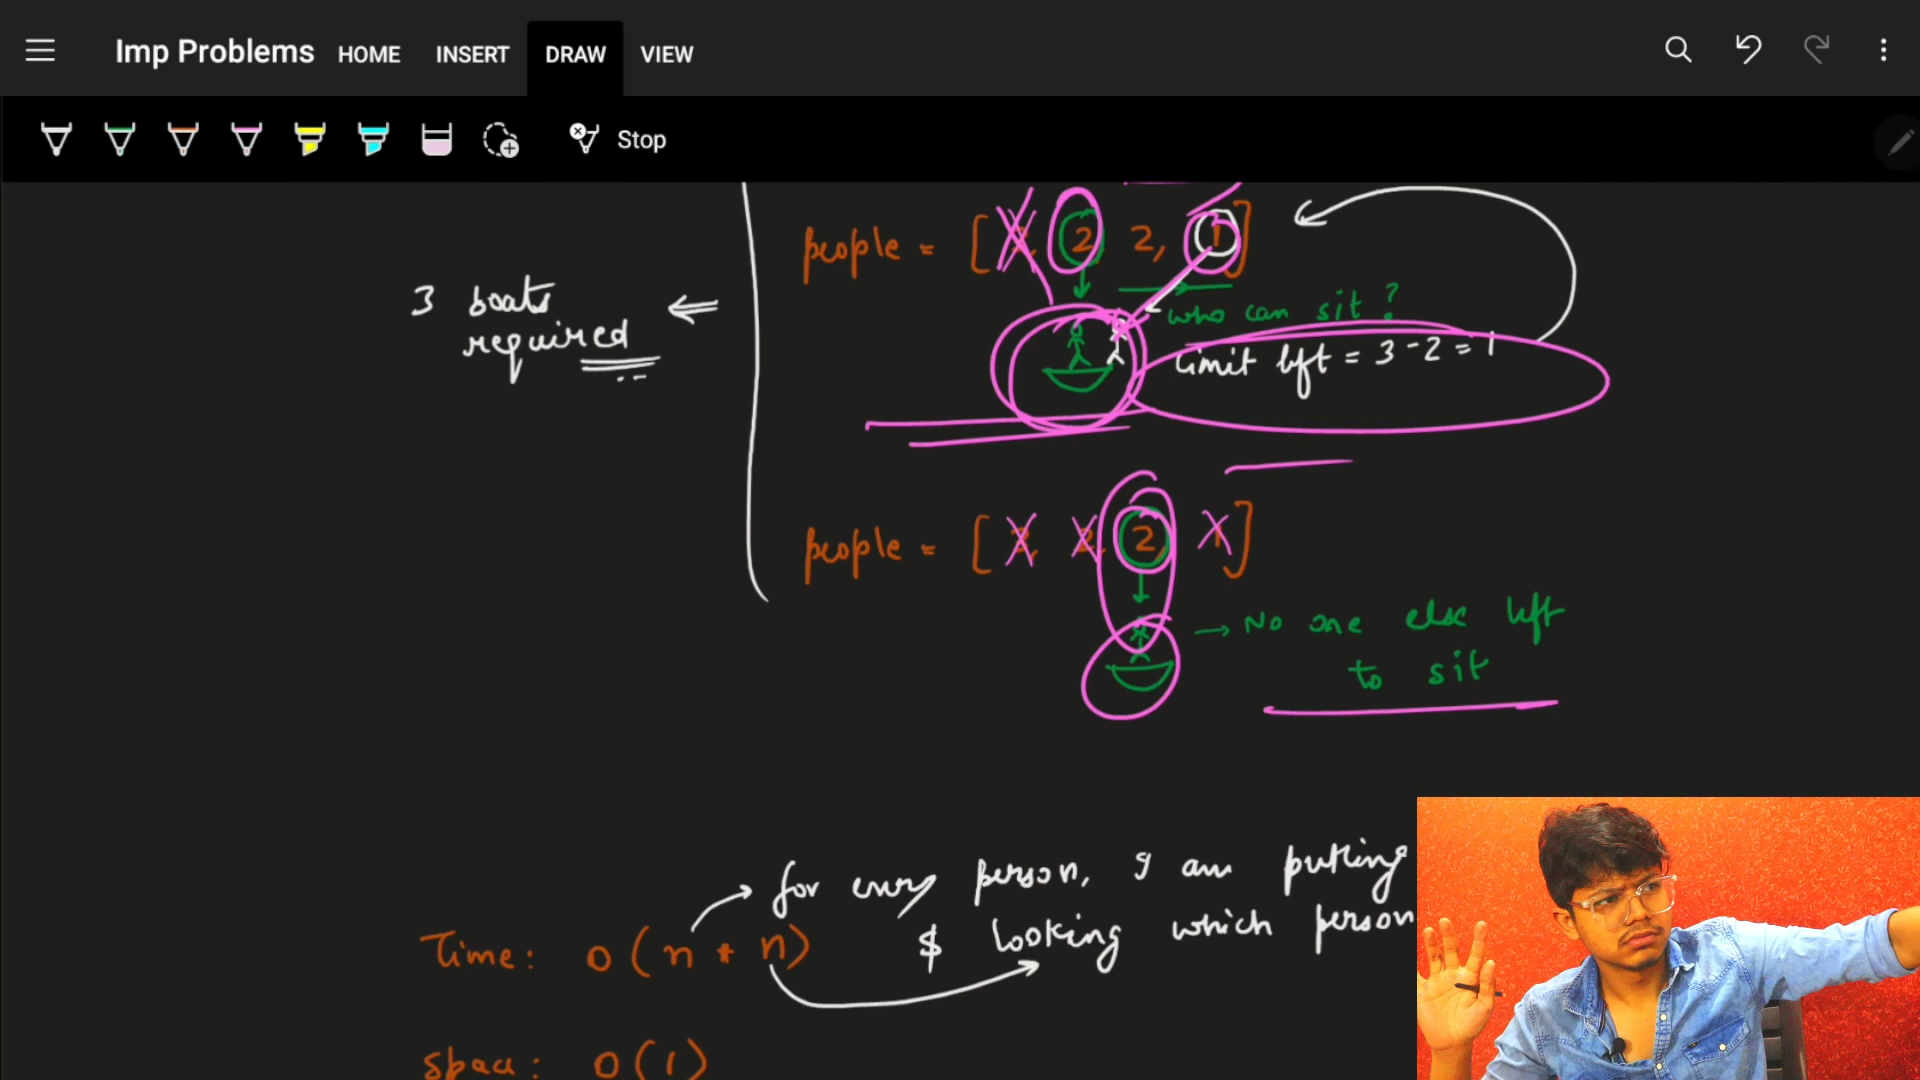 Imp Problems HOME INSERT DRAW VIEW
Stop
people = [ 2 2, 1 ]
who can sit ?
3 boats
required
Limit left = 3 - 2 = 1
people = [ 2, ]
No one else left
to sit
for every person, I am putting
$ looking which person
Time : O ( n * n )
Space : O ( 1 )